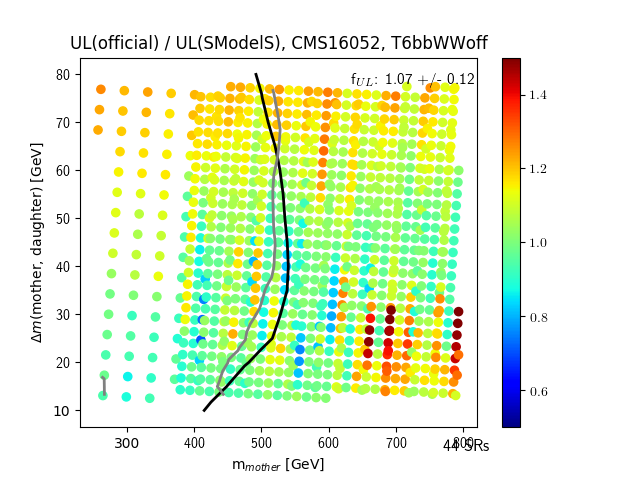 UL(official) / UL(SModelS), CMS16052, T6bbWWoff
f_UL: 1.07 +/- 0.12
80
70
60
50
40
30
20
10
Δm(mother, daughter) [GeV]
300 400 500 600 700 800
44 SRs
m_mother [GeV]
1.4
1.2
1.0
0.8
0.6